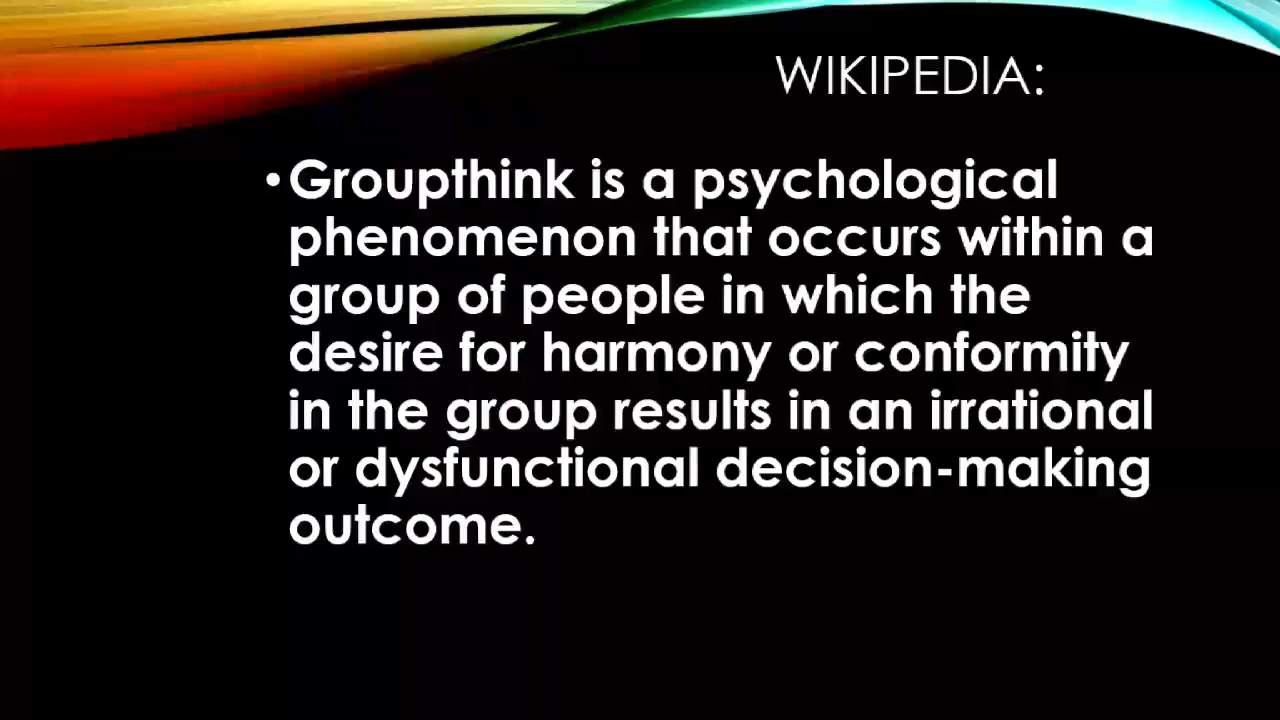 WIKIPEDIA:
•Groupthink is a psychological
phenomenon that occurs within a
group of people in which the
desire for harmony or conformity
in the group results in an irrational
or dysfunctional decision-making
outcome.